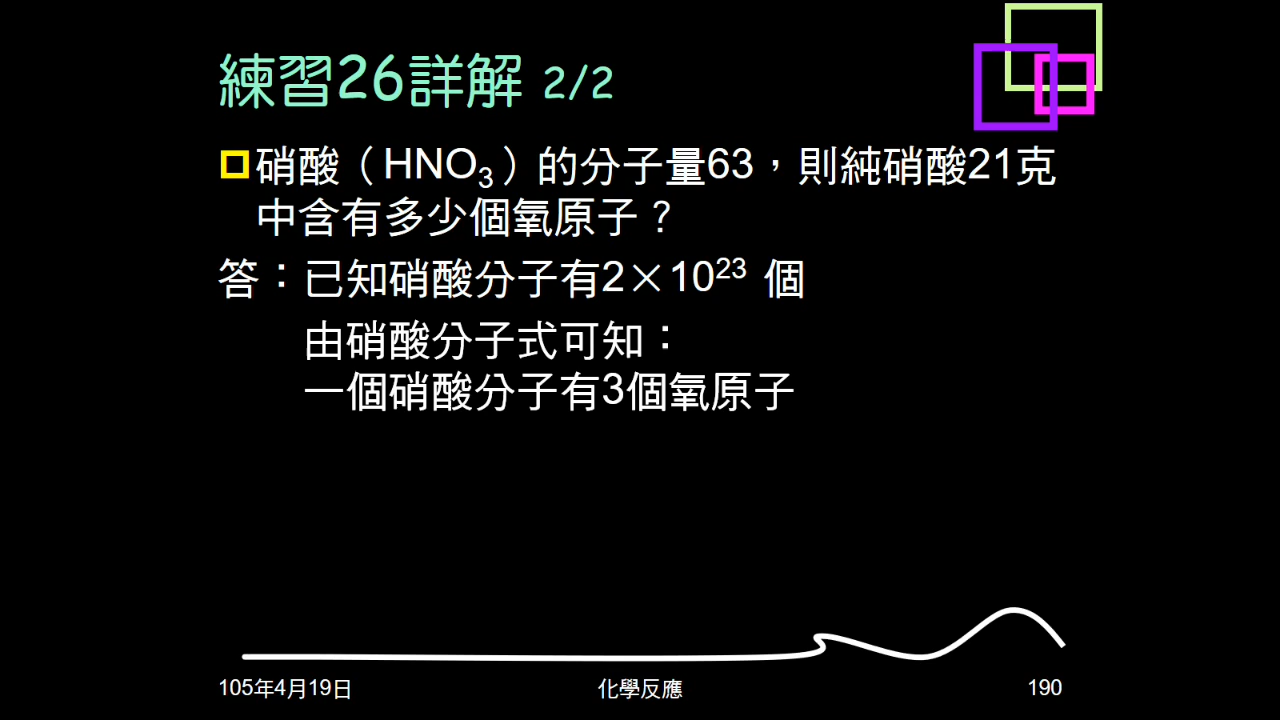 練習26詳解 2/2
硝酸（HNO₃）的分子量63，則純硝酸21克
中含有多少個氧原子？
答：已知硝酸分子有2×10²³ 個
由硝酸分子式可知：
一個硝酸分子有3個氧原子
105年4月19日
化學反應
190